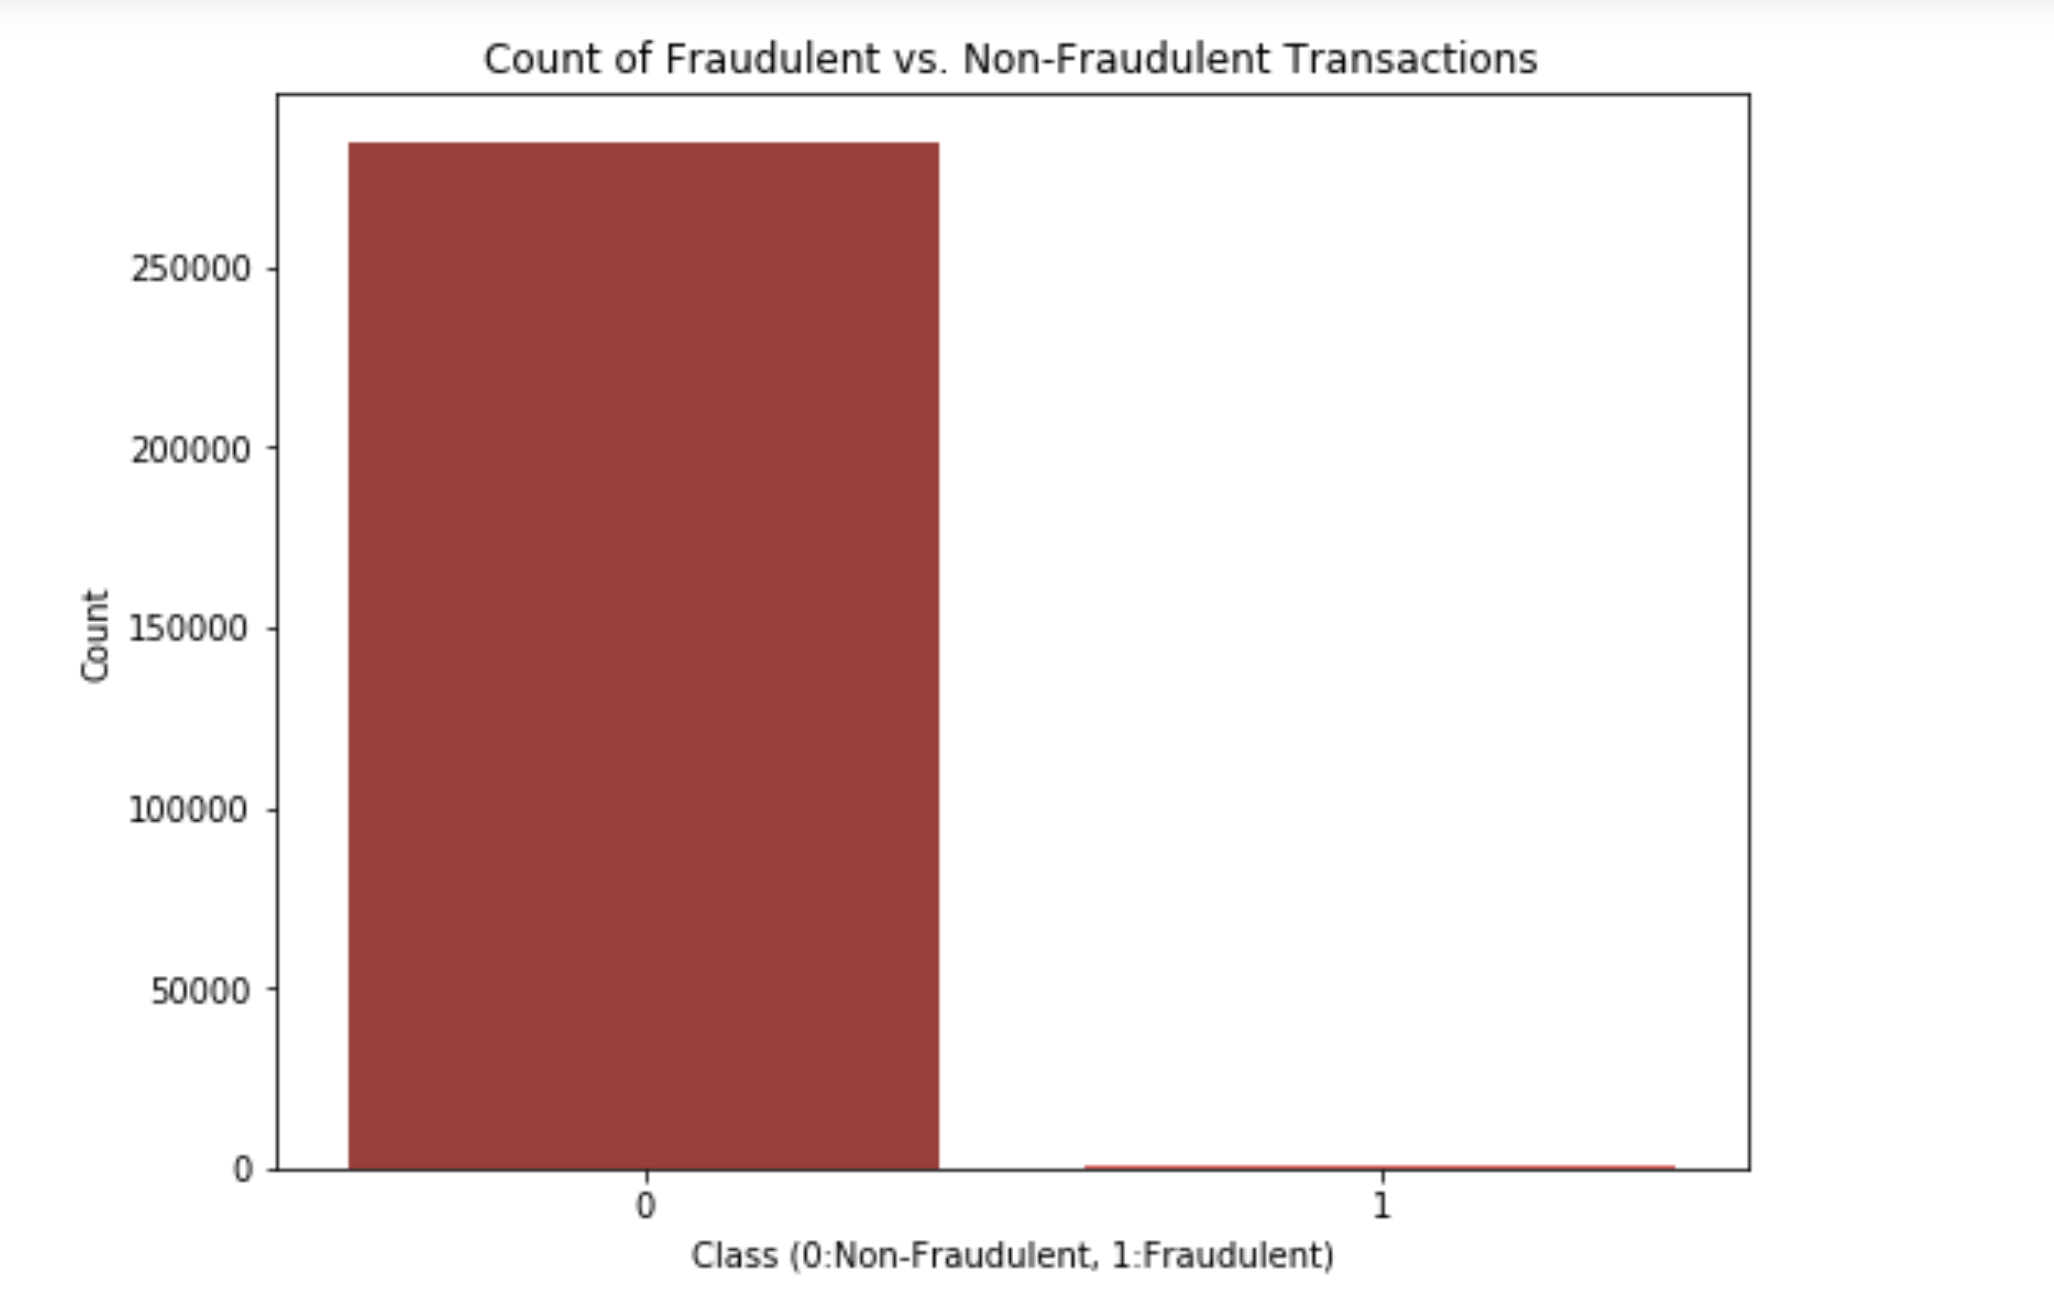 Count of Fraudulent vs. Non-Fraudulent Transactions
250000
200000
150000
100000
50000
0
Count
0
1
Class (0:Non-Fraudulent, 1:Fraudulent)